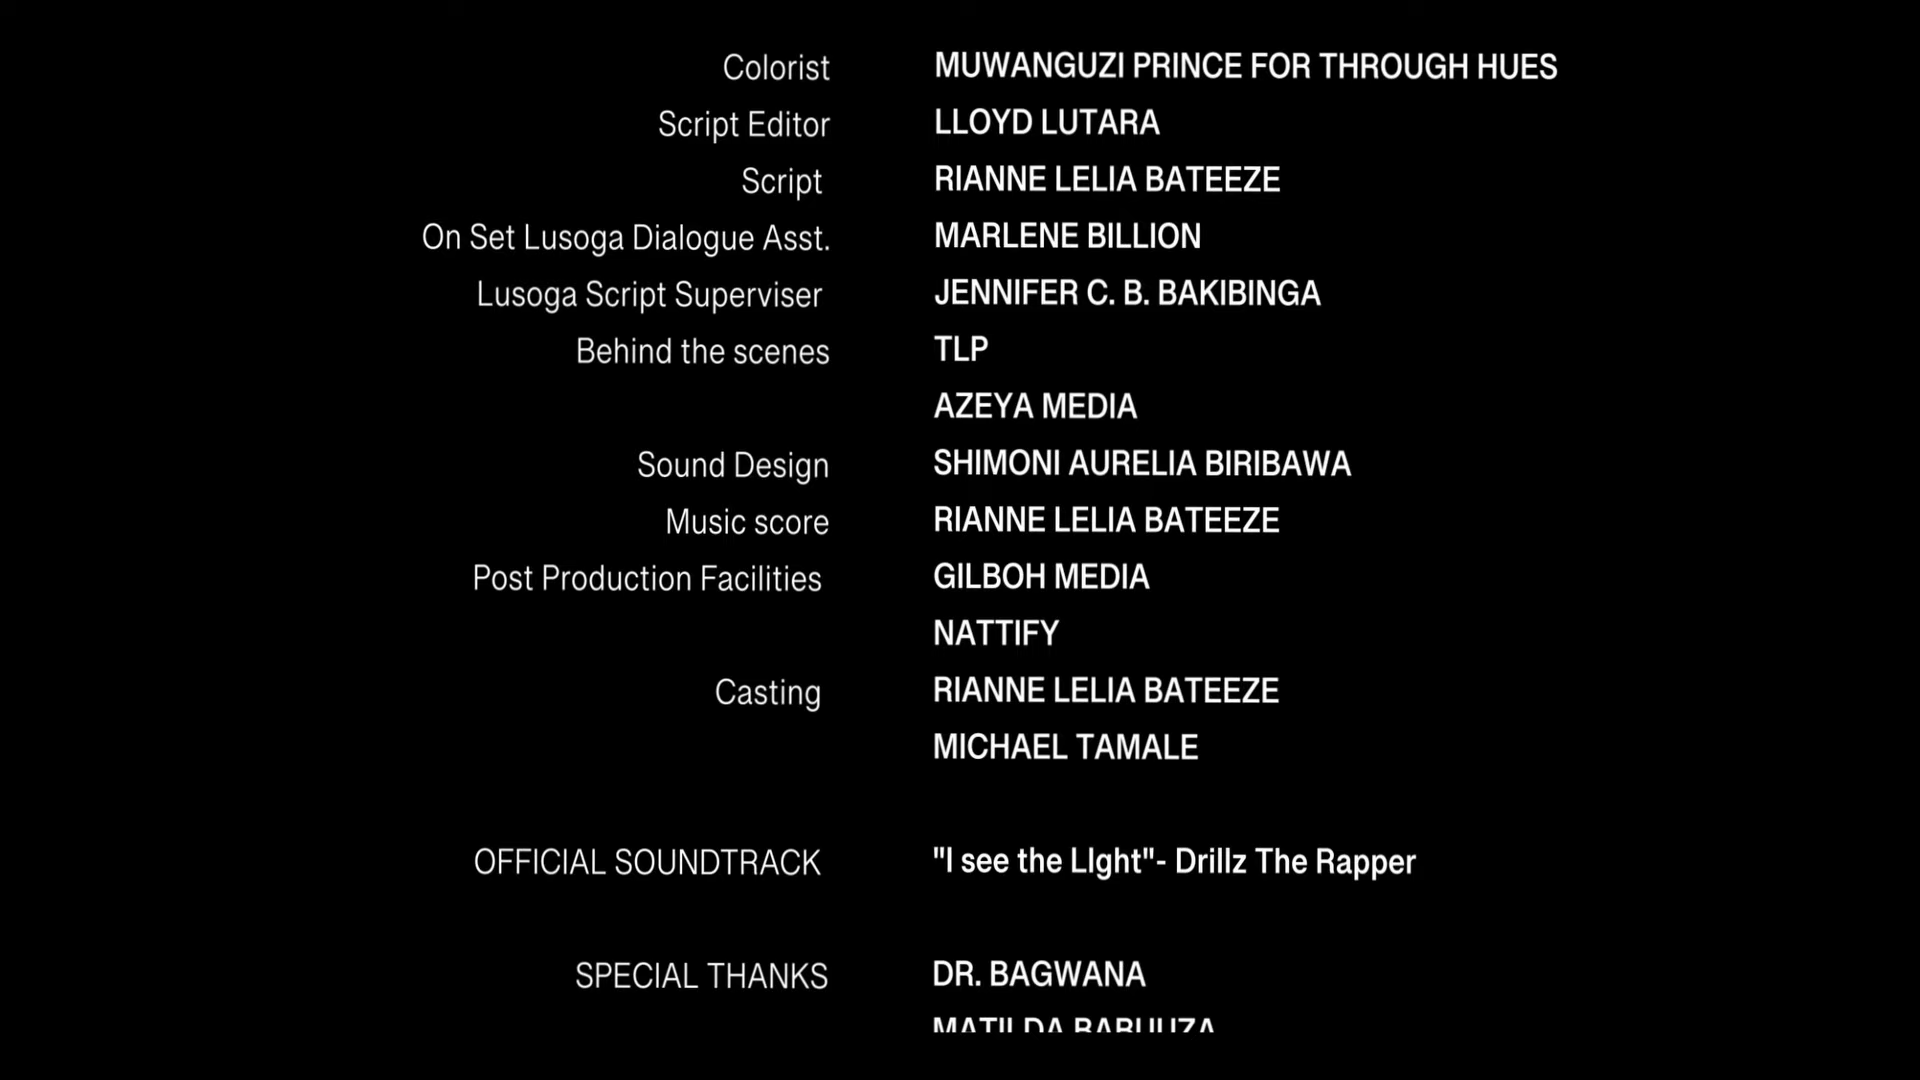 Colorist MUWANGUZI PRINCE FOR THROUGH HUES
Script Editor LLOYD LUTARA
Script RIANNE LELIA BATEEZE
On Set Lusoga Dialogue Asst. MARLENE BILLION
Lusoga Script Superviser JENNIFER C. B. BAKIBINGA
Behind the scenes TLP
AZEYA MEDIA
Sound Design SHIMONI AURELIA BIRIBAWA
Music score RIANNE LELIA BATEEZE
Post Production Facilities GILBOH MEDIA
NATTIFY
Casting RIANNE LELIA BATEEZE
MICHAEL TAMALE
OFFICIAL SOUNDTRACK "I see the LIght"- Drillz The Rapper
SPECIAL THANKS DR. BAGWANA
MATILDA